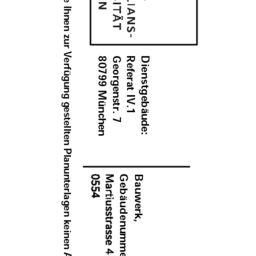 IANS-
ITÄT
N
Dienstgebäude:
Referat IV.1
Georgenstr. 7
80799 München
Bauwerk,
Gebäudenumme
Martiusstrasse 4
0554
e Ihnen zur Verfügung gestellten Planunterlagen keinen A